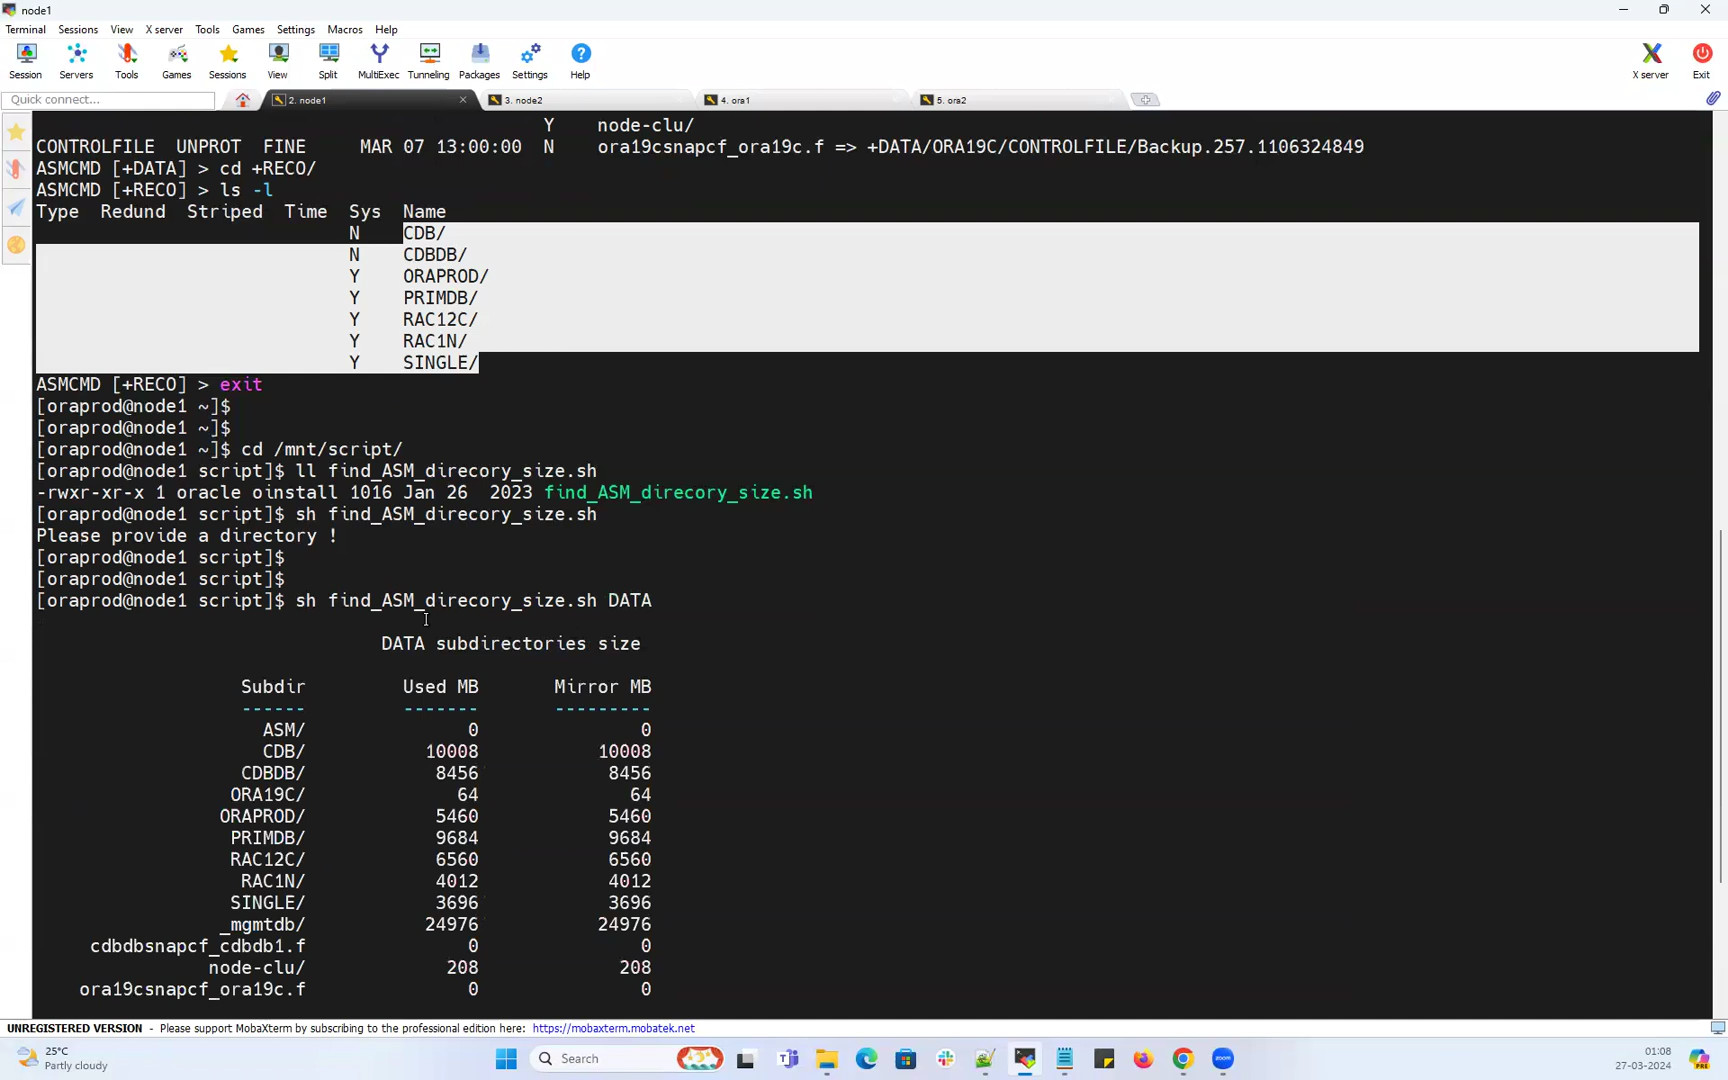 node1
Terminal Sessions View X server Tools Games Settings Macros Help
Session Servers Tools Games Sessions View Split MultiExec Tunneling Packages Settings Help X server Exit
Quick connect... 2. node1 3. node2 4. ora1 5. ora2
Y node-clu/
CONTROLFILE UNPROT FINE MAR 07 13:00:00 N ora19csnapcf_ora19c.f => +DATA/ORA19C/CONTROLFILE/Backup.257.1106324849
ASMCMD [+DATA] > cd +RECO/
ASMCMD [+RECO] > ls -l
Type Redund Striped Time Sys Name
N CDB/
N CDBDB/
Y ORAPROD/
Y PRIMDB/
Y RAC12C/
Y RAC1N/
Y SINGLE/
ASMCMD [+RECO] > exit
[oraprod@node1 ~]$
[oraprod@node1 ~]$
[oraprod@node1 ~]$ cd /mnt/script/
[oraprod@node1 script]$ ll find_ASM_direcory_size.sh
-rwxr-xr-x 1 oracle oinstall 1016 Jan 26 2023 find_ASM_direcory_size.sh
[oraprod@node1 script]$ sh find_ASM_direcory_size.sh
Please provide a directory !
[oraprod@node1 script]$
[oraprod@node1 script]$
[oraprod@node1 script]$ sh find_ASM_direcory_size.sh DATA
DATA subdirectories size
Subdir Used MB Mirror MB
------ ------- ---------
ASM/ 0 0
CDB/ 10008 10008
CDBDB/ 8456 8456
ORA19C/ 64 64
ORAPROD/ 5460 5460
PRIMDB/ 9684 9684
RAC12C/ 6560 6560
RAC1N/ 4012 4012
SINGLE/ 3696 3696
_mgmtdb/ 24976 24976
cdbdbsnapcf_cdbdb1.f 0 0
node-clu/ 208 208
ora19csnapcf_ora19c.f 0 0
UNREGISTERED VERSION - Please support MobaXterm by subscribing to the professional edition here: https://mobaxterm.mobatek.net
25°C
Partly cloudy
Search
01:08
27-03-2024